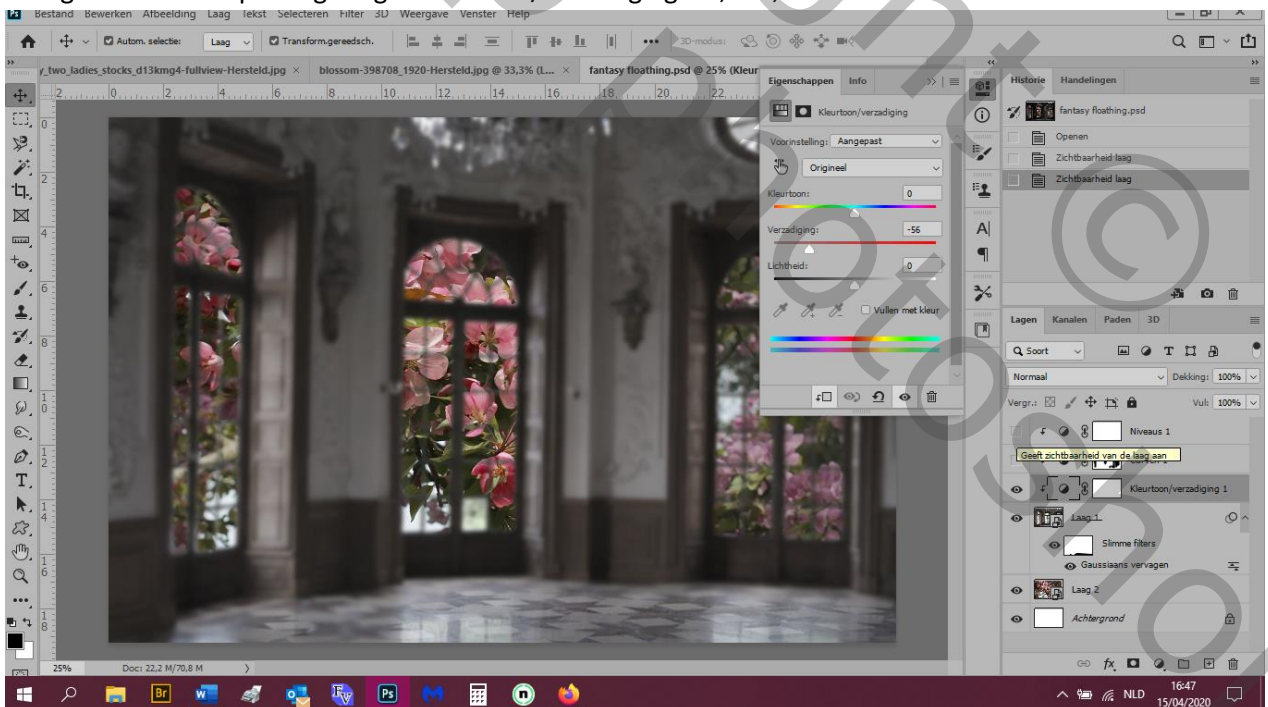 Bestand Bewerken Afbeelding Laag Tekst Selecteren Filter 3D Weergave Venster Help
Autom. selectie: Laag Transform.gereedsch. 3D-modus:
y_two_ladies_stocks_d13kmg4-fullview-Hersteld.jpg × blossom-398708_1920-Hersteld.jpg @ 33,3% (L... × fantasy floathing.psd @ 25% (Kleur
Eigenschappen Info
Kleurtoon/verzadiging
Voorinstelling: Aangepast
Origineel
Kleurtoon: 0
Verzadiging: -56
Lichtheid: 0
Vullen met kleur
Historie Handelingen
fantasy floathing.psd
Openen
Zichtbaarheid laag
Zichtbaarheid laag
Lagen Kanalen Paden 3D
Soort
Normaal Dekking: 100%
Vergr.: Vul: 100%
Niveaus 1
Geeft zichtbaarheid van de laag aan
Kleurtoon/verzadiging 1
Laag 1
Slimme filters
Gaussiaans vervagen
Laag 2
Achtergrond
25% Doc: 22,2 M/70,8 M
NLD 16:47
15/04/2020